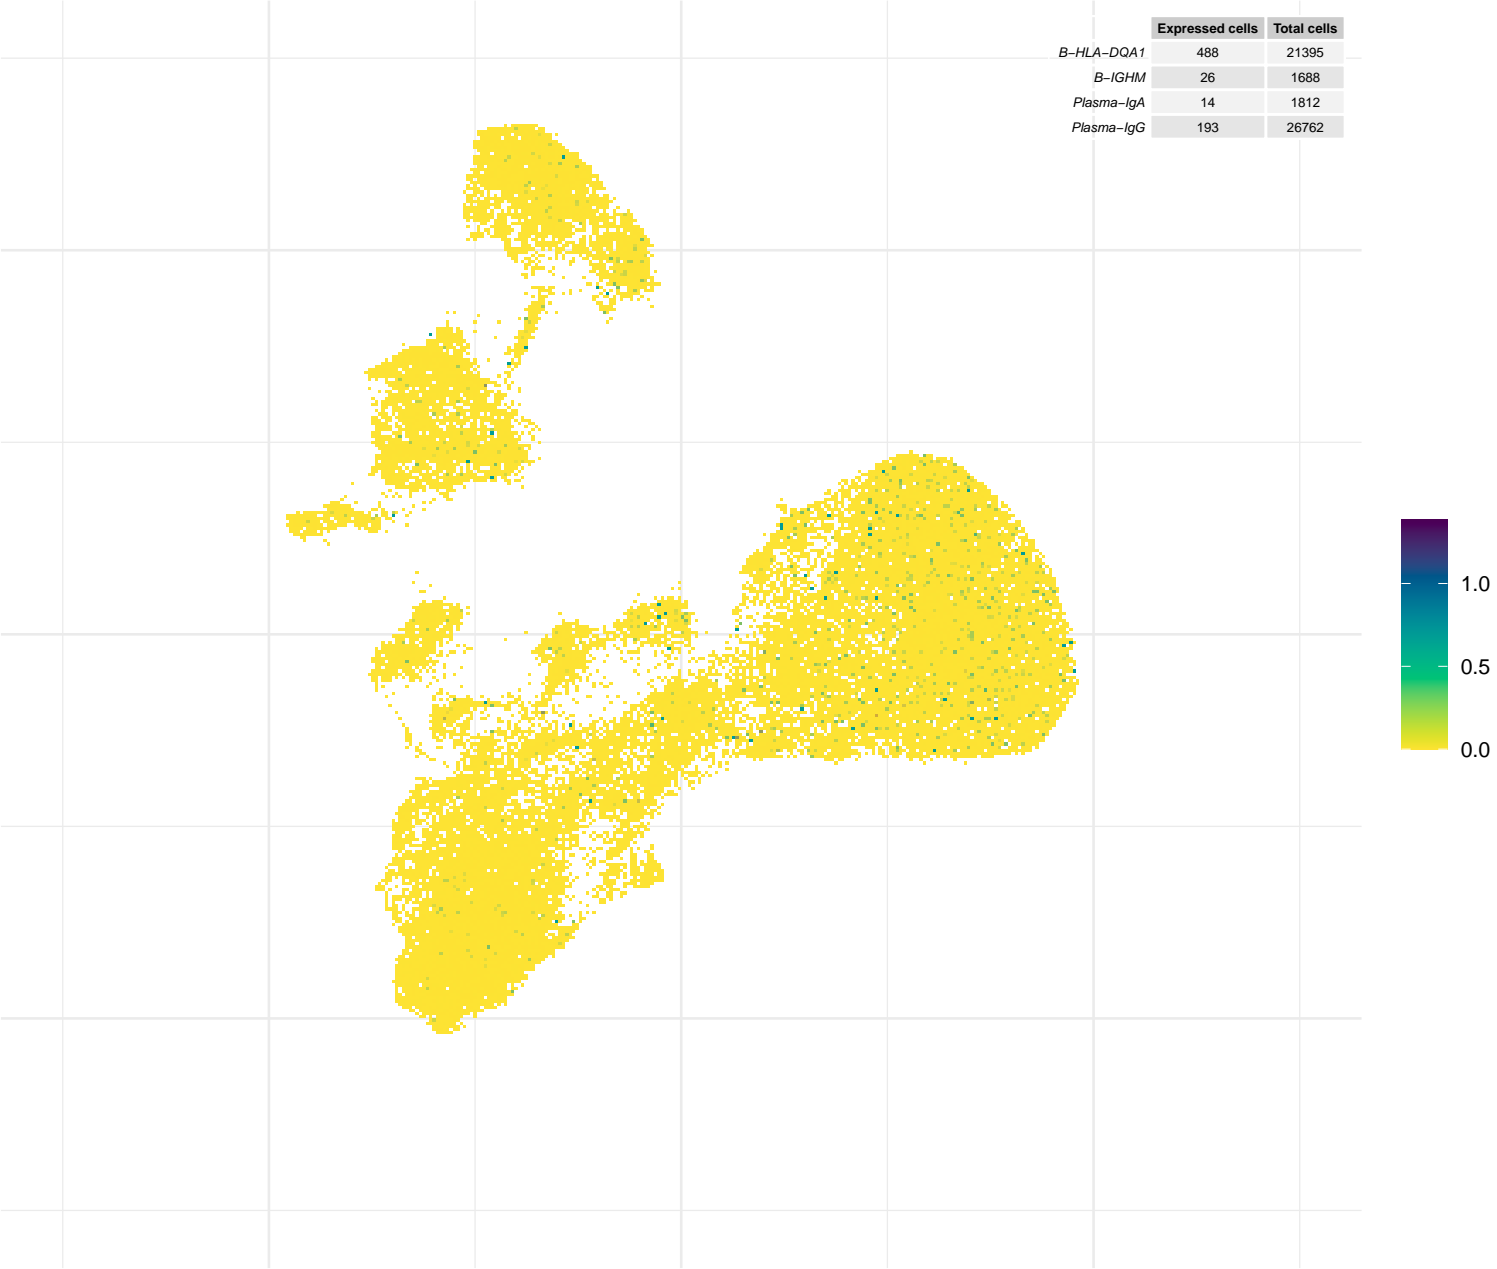 Expressed cells Total cells
B−HLA−DQA1 488 21395
B−IGHM 26 1688
Plasma−IgA 14 1812
Plasma−IgG 193 26762
1.0
0.5
0.0